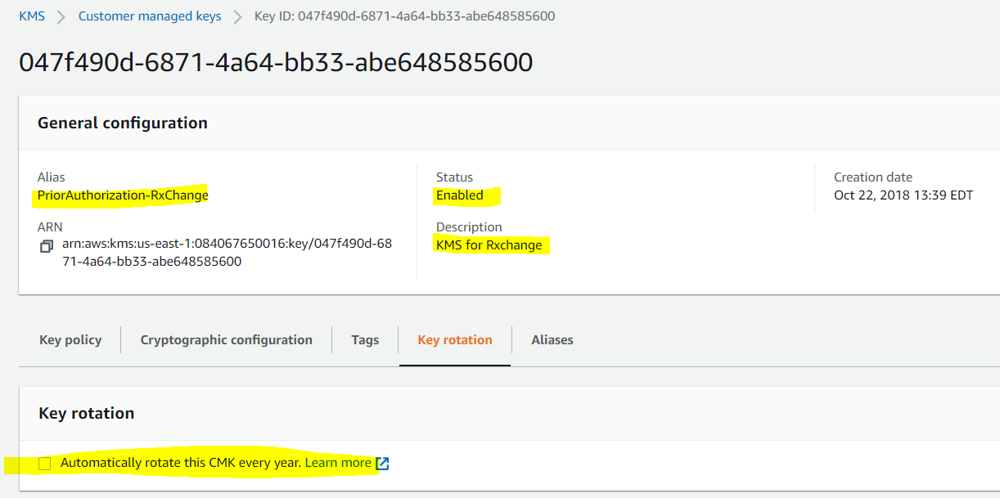 KMS > Customer managed keys > Key ID: 047f490d-6871-4a64-bb33-abe648585600
047f490d-6871-4a64-bb33-abe648585600
General configuration
Alias
PriorAuthorization-RxChange
ARN
arn:aws:kms:us-east-1:084067650016:key/047f490d-68
71-4a64-bb33-abe648585600
Status
Enabled
Description
KMS for Rxchange
Creation date
Oct 22, 2018 13:39 EDT
Key policy
Cryptographic configuration
Tags
Key rotation
Aliases
Key rotation
Automatically rotate this CMK every year. Learn more